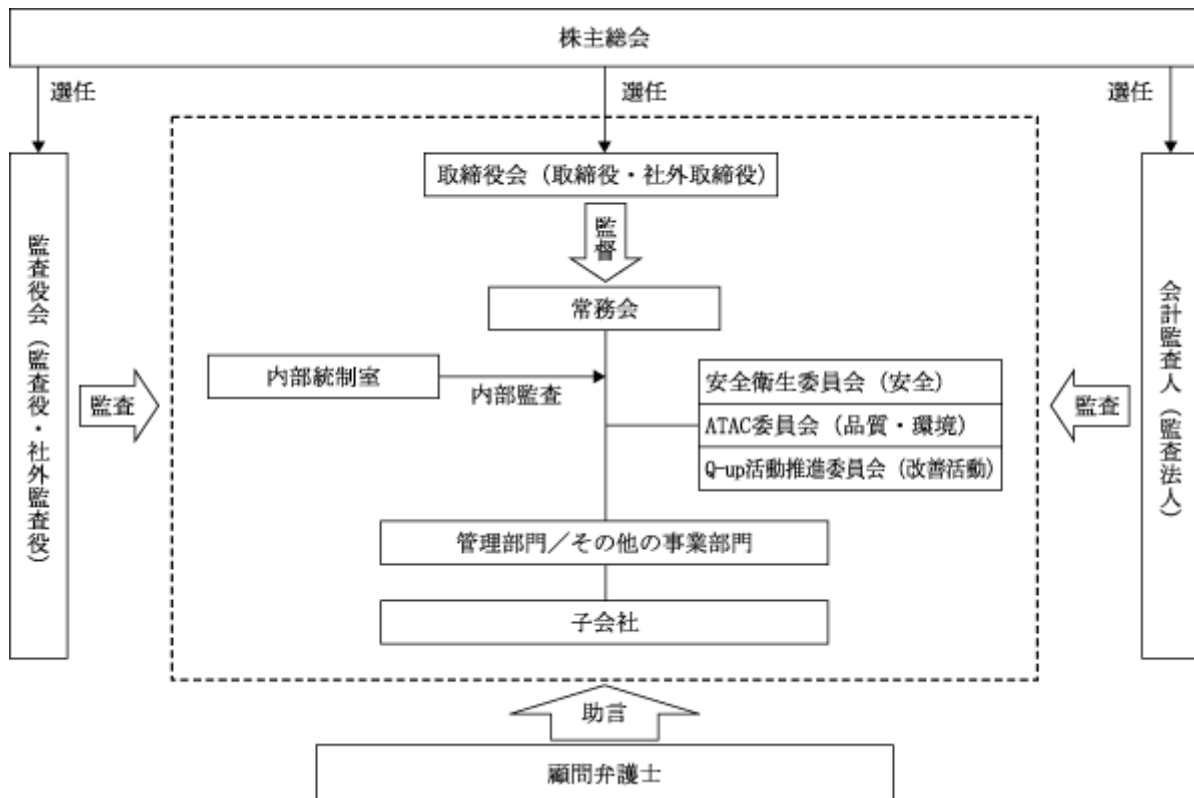 株主総会
選任
選任
選任
取締役会（取締役・社外取締役）
監督
常務会
監査役会（監査役・社外監査役）
監査
内部統制室
内部監査
安全衛生委員会（安全）
ATAC委員会（品質・環境）
Q-up活動推進委員会（改善活動）
監査
会計監査人（監査法人）
管理部門／その他の事業部門
子会社
助言
顧問弁護士